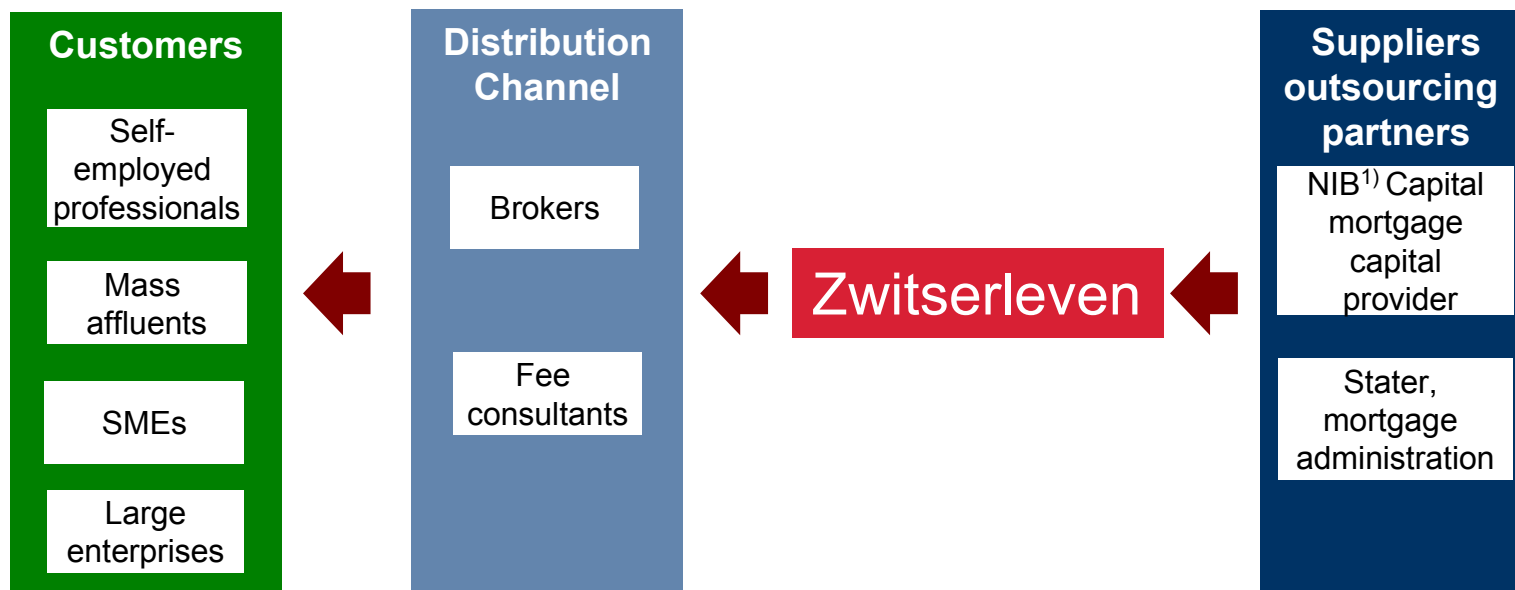 Customers
Self-
employed
professionals
Mass
affluents
SMEs
Large
enterprises
Distribution
Channel
Brokers
Fee
consultants
Zwitserleven
Suppliers
outsourcing
partners
NIB1) Capital
mortgage
capital
provider
Stater,
mortgage
administration